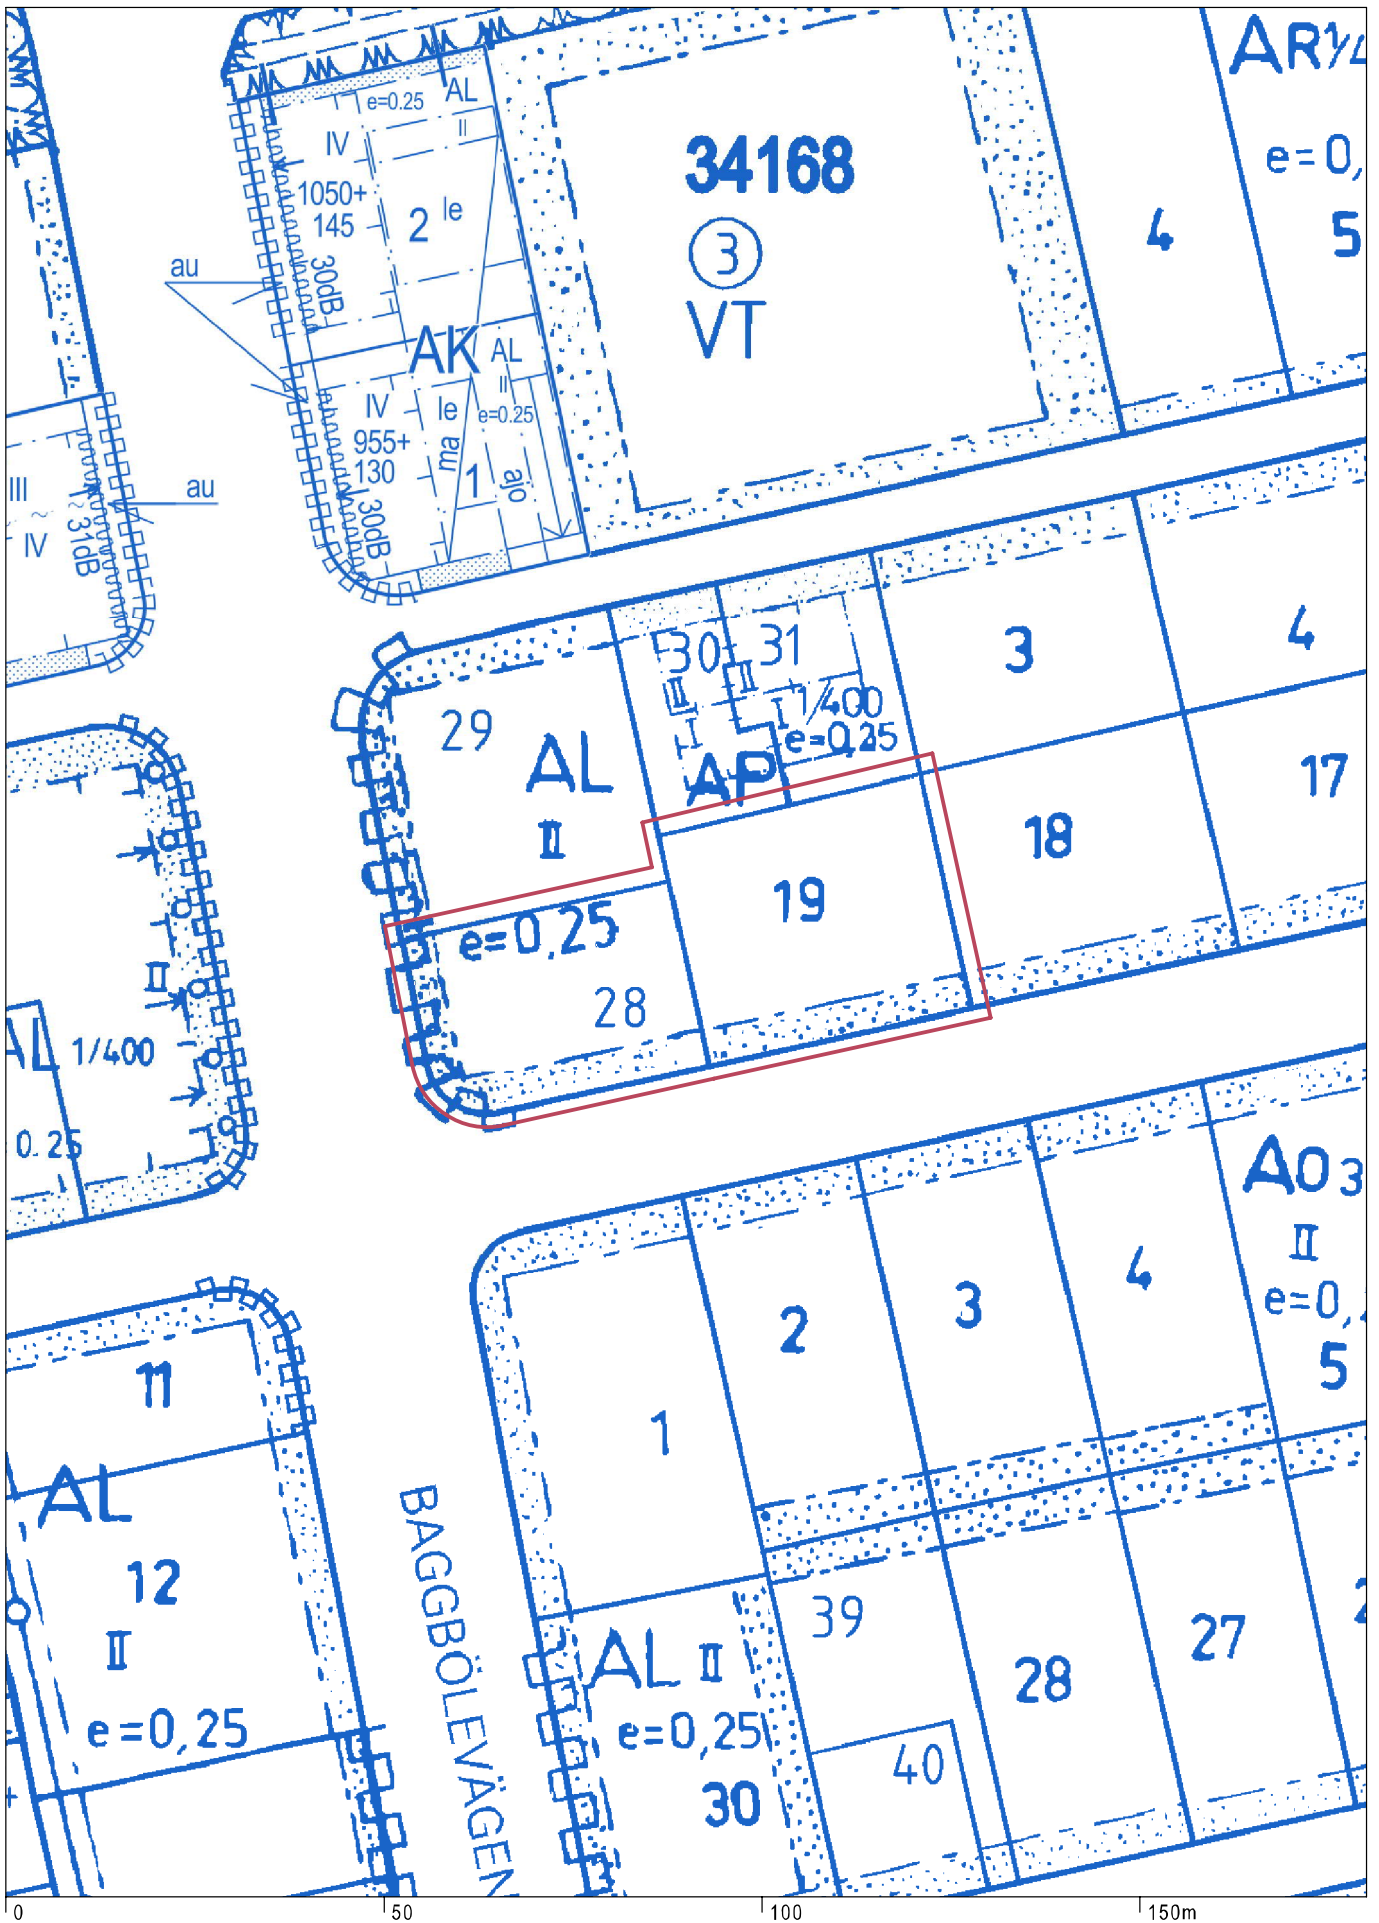 AR1/4
e=0,
5
4
34168
3
VT
e=0.25
AL
II
IV
1050+
145
2
le
30dB
au
AK
AL
II
e=0.25
IV
955+
130
le
ma
1
ajo
30dB
au
III
~
IV
~31dB
29
AL
II
e=0,25
28
30
II
I
31
II
I
1/400
e=0,25
AP
19
3
4
18
17
II
AL
1/400
0.25
AO
3
II
e=0,
5
1
2
3
4
11
AL
12
II
e=0,25
BAGGBÖLEVÄGEN
AL II
e=0,25
30
39
40
28
27
0
50
100
150m